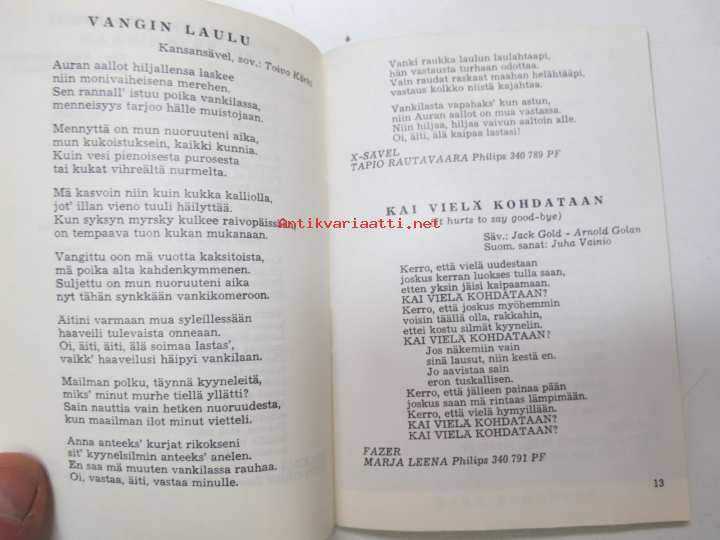 VANGIN LAULU
Kansansävel, sov.: Toivo Kärki
Auran aallot hiljallensa laskee
niin monivaiheisena merehen.
Sen rannall' istuu poika vankilassa,
menneisyys tarjoo hälle muistojaan.
Mennyttä on mun nuoruuteni aika,
mun kukoistuksein, kaikki kunnia.
Kuin vesi pienoisesta purosesta
tai kukat vihreältä nurmelta.
Mä kasvoin niin kuin kukka kalliolla,
jot' illan vieno tuuli häilyttää.
Kun syksyn myrsky kulkee raivopäissään,
on tempaava tuon kukan mukanaan.
Vangittu oon mä vuotta kaksitoista,
mä poika alta kahdenkymmenen.
Suljettu on mun nuoruuteni aika
nyt tähän synkkään vankikomeroon.
Äitini varmaan mua syleillessään
haaveili tulevaista onneaan.
Oi, äiti, äiti, älä soimaa lastas',
vaikk' haaveilusi häipyi vankilaan.
Mailman polku, täynnä kyyneleitä,
miks' minut murhe tiellä yllätti?
Sain nauttia vain hetken nuoruudesta,
kun maailman ilot minut vietteli.
Anna anteeks' kurjat rikokseni
sit' kyynelsilmin anteeks' anelen.
En saa mä muuten vankilassa rauhaa.
Oi, vastaa, äiti, vastaa minulle.
Vanki raukka laulun laulahtaapi,
hän vastausta turhaan odottaa.
Vain raudat raskaat maahan helähtääpi,
vastaus kolkko niistä kajahtaa.
Vankilasta vapahaks' kun astun,
niin Auran aallot on mua vastassa.
Niin hiljaa, hiljaa vaivun aaltoin alle.
Oi, äiti, älä kaipaa lastasi!
X-SÄVEL
TAPIO RAUTAVAARA Philips 340 789 PF
KAI VIELÄ KOHDATAAN
(It hurts to say good-bye)
Säv.: Jack Gold - Arnold Golan
Suom. sanat: Juha Vainio
Kerro, että vielä uudestaan
joskus kerran luokses tulla saan,
etten yksin jäisi kaipaamaan.
KAI VIELÄ KOHDATAAN?
Kerro, että joskus myöhemmin
voisin täällä olla, rakkahin,
ettei kostu silmät kyynelin.
KAI VIELÄ KOHDATAAN?
Jos näkemiin vain
sinä lausut, niin kestä en.
Jo aavistaa sain
eron tuskallisen.
Kerro, että jälleen painaa pään
joskus saan mä rintaas lämpimään.
Kerro, että vielä hymyillään.
KAI VIELÄ KOHDATAAN?
KAI VIELÄ KOHDATAAN?
FAZER
MARJA LEENA Philips 340 791 PF
13
Antikvariaatti.net